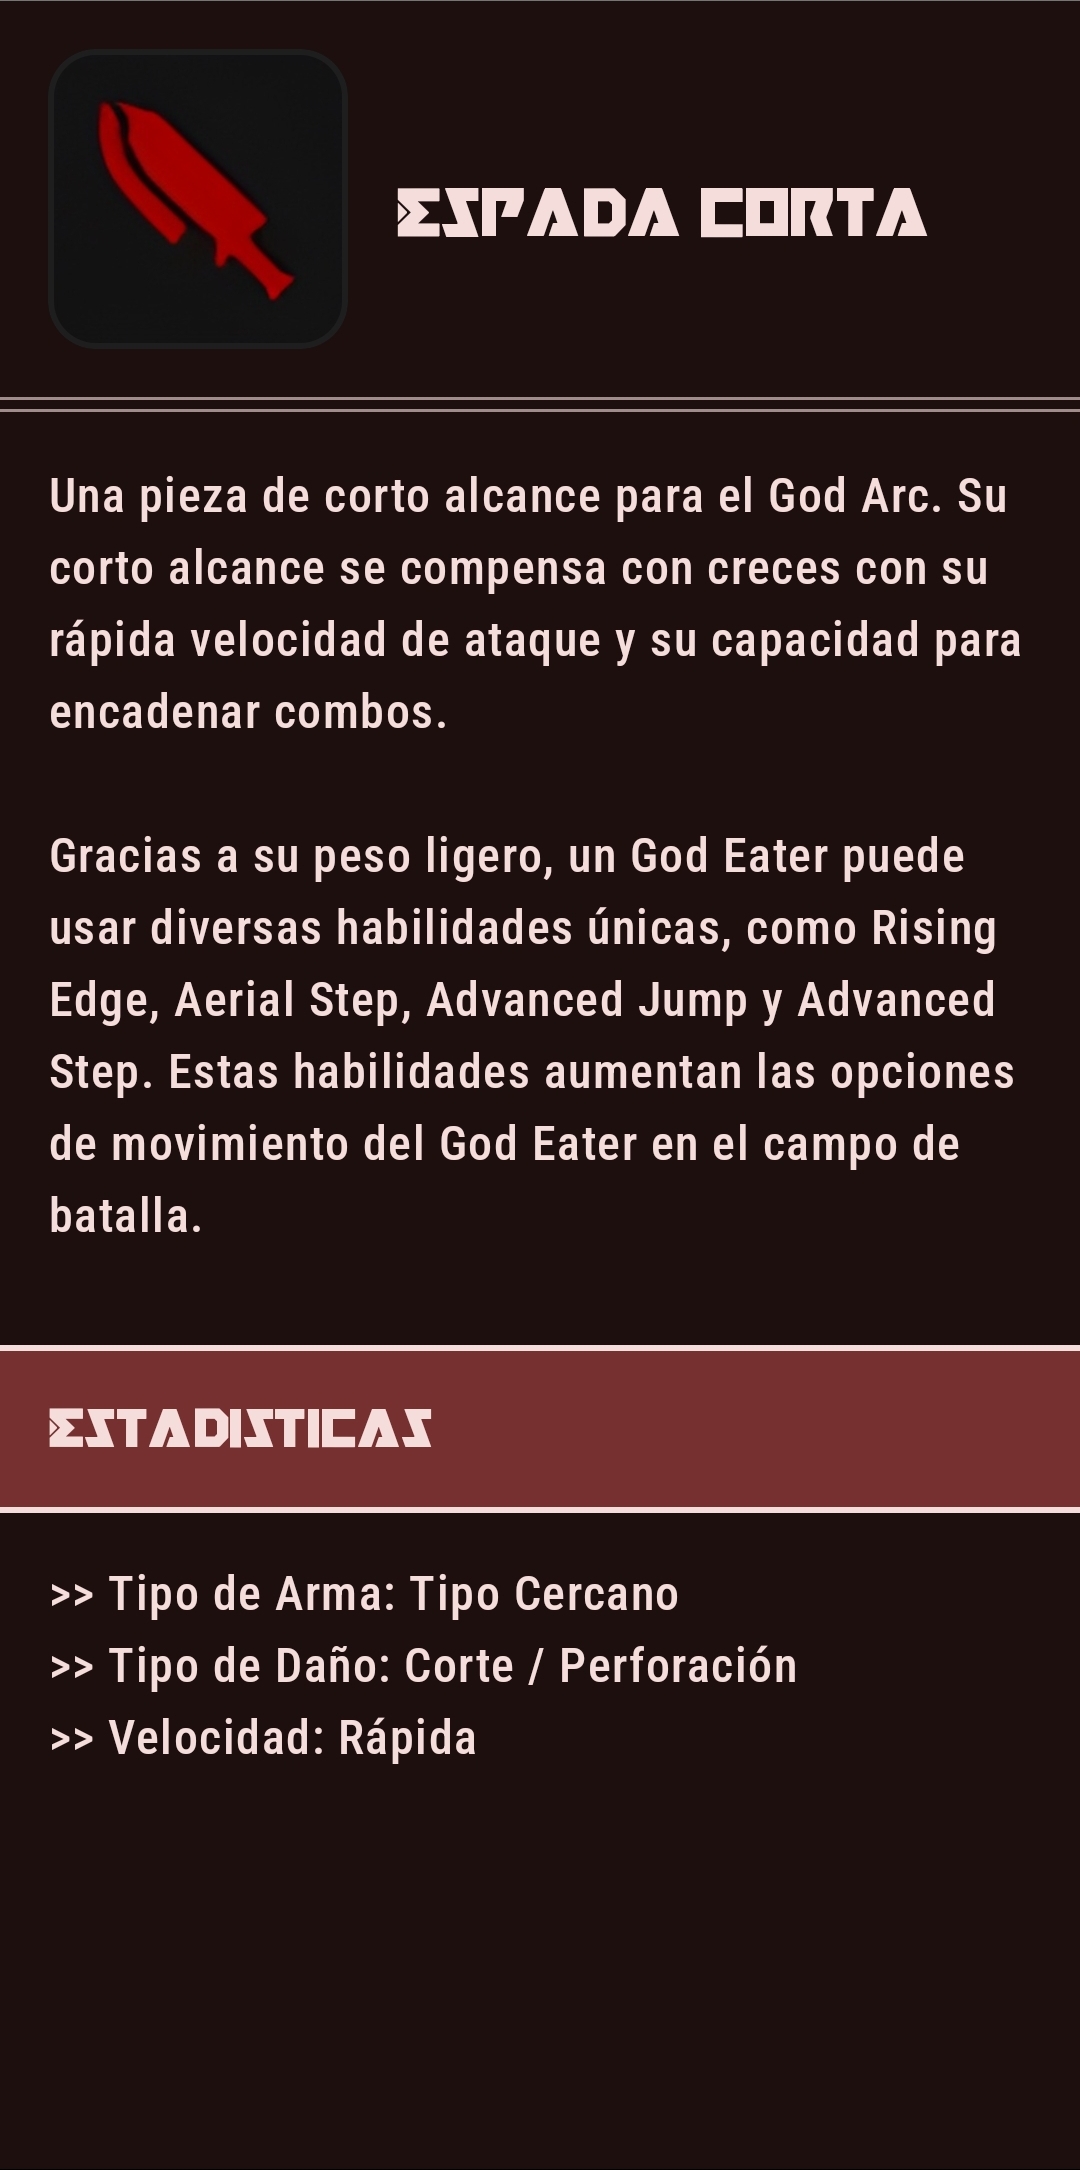 ESPADA CORTA
Una pieza de corto alcance para el God Arc. Su
corto alcance se compensa con creces con su
rápida velocidad de ataque y su capacidad para
encadenar combos.
Gracias a su peso ligero, un God Eater puede
usar diversas habilidades únicas, como Rising
Edge, Aerial Step, Advanced Jump y Advanced
Step. Estas habilidades aumentan las opciones
de movimiento del God Eater en el campo de
batalla.
ESTADISTICAS
>> Tipo de Arma: Tipo Cercano
>> Tipo de Daño: Corte / Perforación
>> Velocidad: Rápida